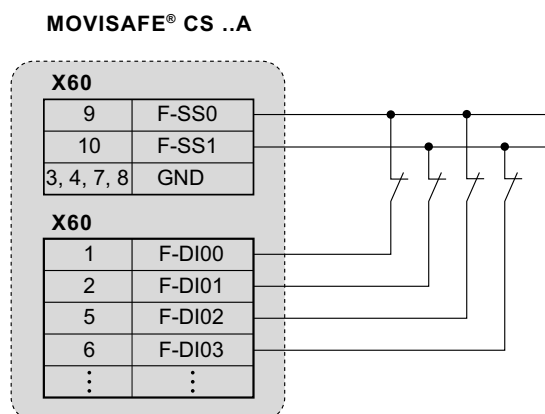 MOVISAFE® CS ..A
X60
9 F-SS0
10 F-SS1
3, 4, 7, 8 GND
X60
1 F-DI00
2 F-DI01
5 F-DI02
6 F-DI03
⋮ ⋮